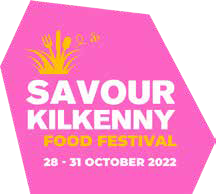 SAVOUR
KILKENNY
FOOD FESTIVAL
28 - 31 OCTOBER 2022